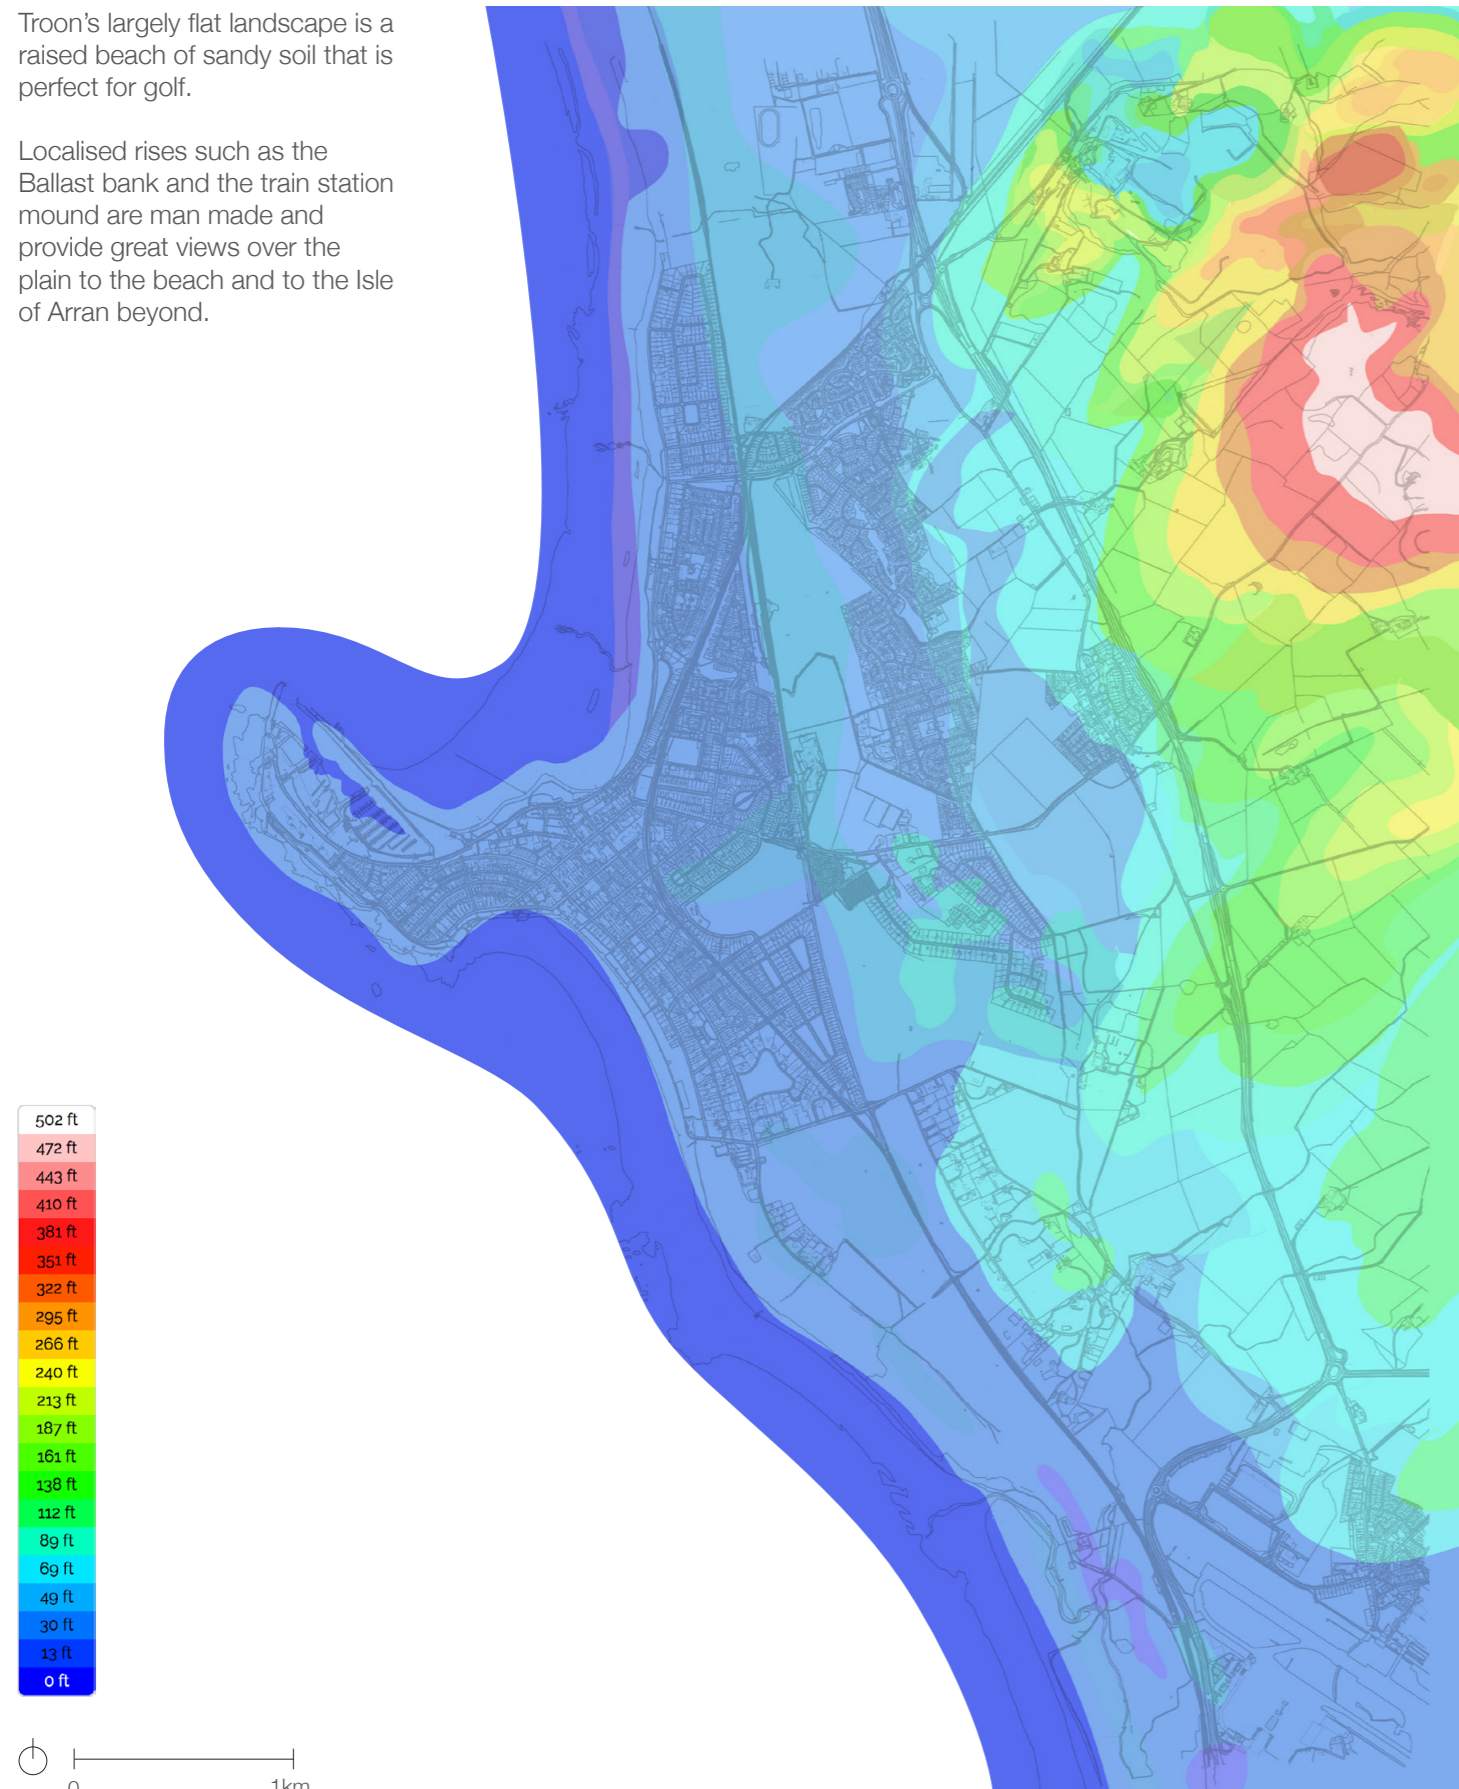 Troon’s largely flat landscape is a
raised beach of sandy soil that is
perfect for golf.
Localised rises such as the
Ballast bank and the train station
mound are man made and
provide great views over the
plain to the beach and to the Isle
of Arran beyond.
502 ft
472 ft
443 ft
410 ft
381 ft
351 ft
322 ft
295 ft
266 ft
240 ft
213 ft
187 ft
161 ft
138 ft
112 ft
89 ft
69 ft
49 ft
30 ft
13 ft
0 ft
0 1km